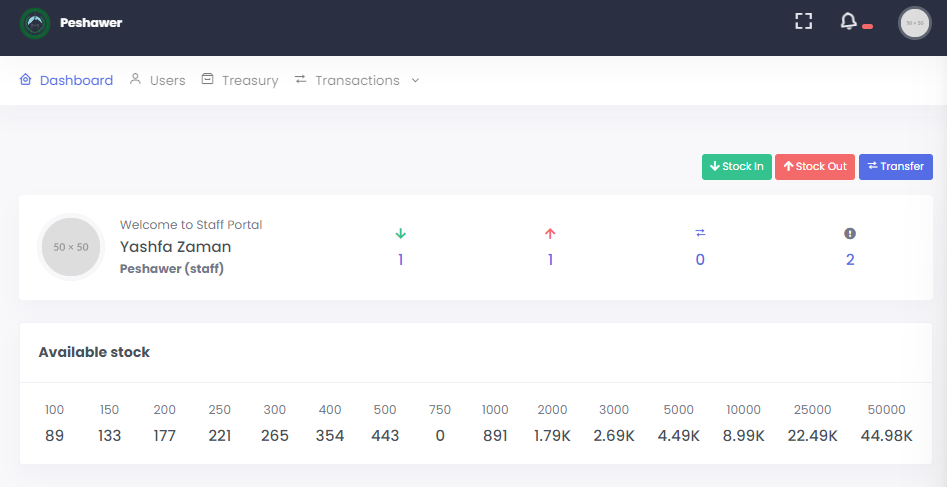 Peshawer
Dashboard Users Treasury Transactions
Stock In Stock Out Transfer
50 × 50
Welcome to Staff Portal
Yashfa Zaman
Peshawer (staff)
1 1 0 2
Available stock
100 150 200 250 300 400 500 750 1000 2000 3000 5000 10000 25000 50000
89 133 177 221 265 354 443 0 891 1.79K 2.69K 4.49K 8.99K 22.49K 44.98K